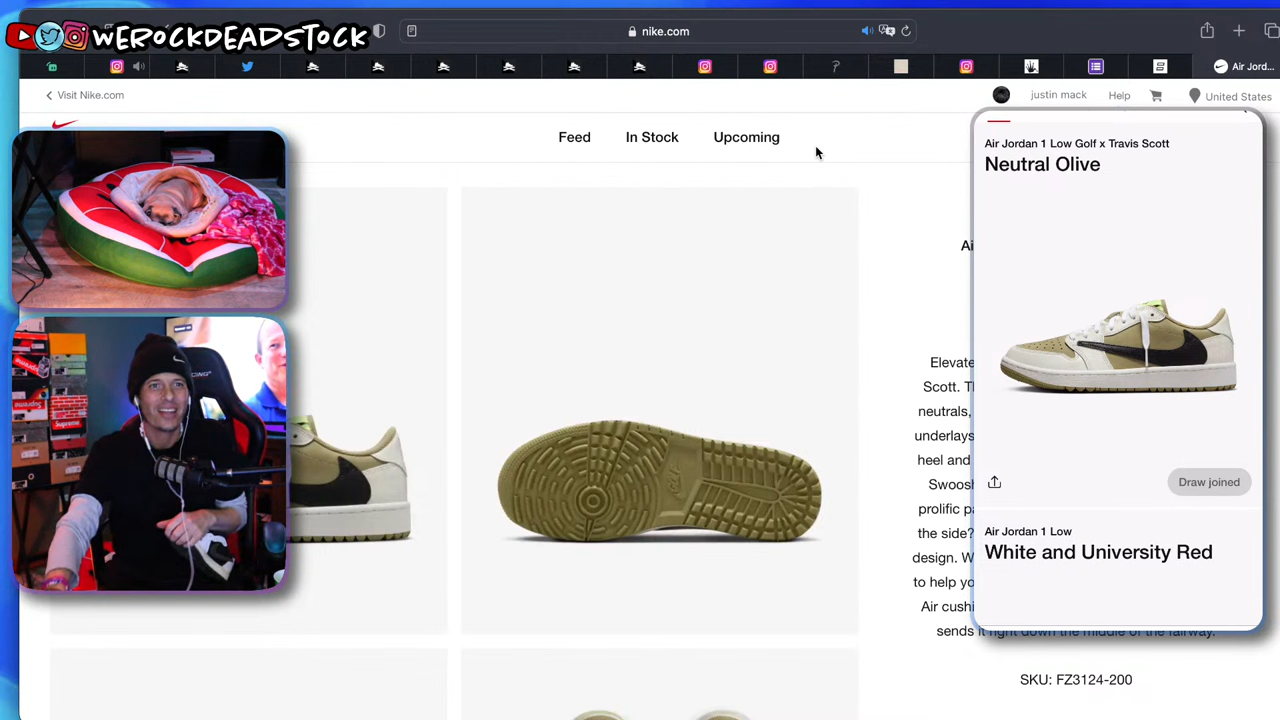 WEROCKDEADSTOCK
nike.com
Air Jord...
Visit Nike.com
justin mack
Help
United States
Feed
In Stock
Upcoming
Air Jordan 1 Low Golf x Travis Scott
Neutral Olive
Ai
Elevate
Scott. T
neutrals,
underlays
heel and
Swoosh
prolific pa
the side?
design. W
to help yo
Air cushi
sends it right down the middle of the fairway.
SKU: FZ3124-200
Draw joined
Air Jordan 1 Low
White and University Red
Supreme